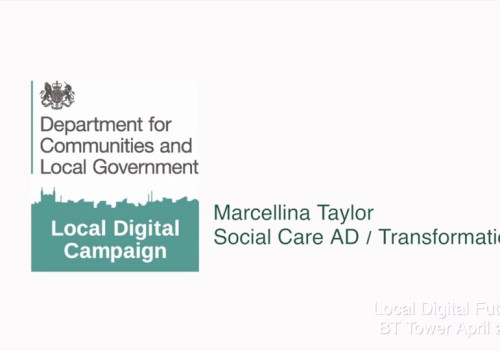 Department for
Communities and
Local Government
Local Digital
Campaign
Marcellina Taylor
Social Care AD / Transformatio
Local Digital Fut
BT Tower April